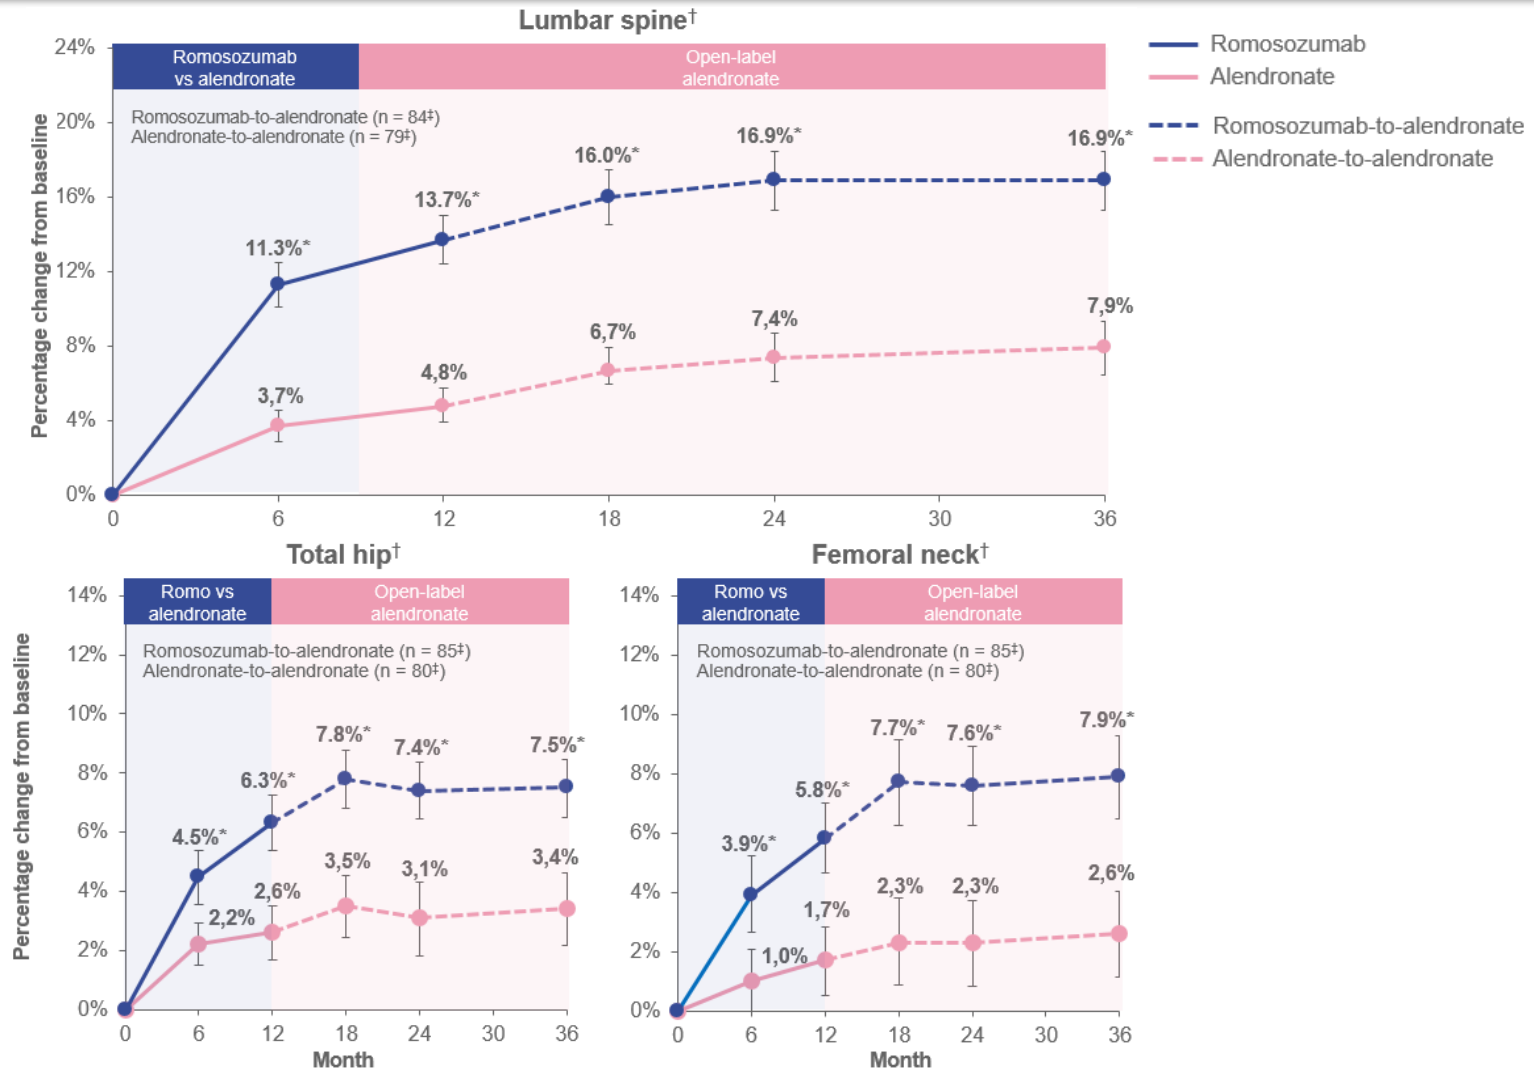 Lumbar spine†
Romosozumab
vs alendronate
Open-label
alendronate
Romosozumab
Alendronate
Romosozumab-to-alendronate
Alendronate-to-alendronate
Percentage change from baseline
24%
20%
16%
12%
8%
4%
0%
Romosozumab-to-alendronate (n = 84‡)
Alendronate-to-alendronate (n = 79‡)
11.3%*
13.7%*
16.0%*
16.9%*
16.9%*
3,7%
4,8%
6,7%
7,4%
7,9%
0 6 12 18 24 30 36
Total hip†
Romo vs
alendronate
Open-label
alendronate
Percentage change from baseline
14%
12%
10%
8%
6%
4%
2%
0%
Romosozumab-to-alendronate (n = 85‡)
Alendronate-to-alendronate (n = 80‡)
4.5%*
6.3%*
7.8%*
7.4%*
7.5%*
2,2%
2,6%
3,5%
3,1%
3,4%
0 6 12 18 24 30 36
Month
Femoral neck†
Romo vs
alendronate
Open-label
alendronate
14%
12%
10%
8%
6%
4%
2%
0%
Romosozumab-to-alendronate (n = 85‡)
Alendronate-to-alendronate (n = 80‡)
3.9%*
5.8%*
7.7%*
7.6%*
7.9%*
1,0%
1,7%
2,3%
2,3%
2,6%
0 6 12 18 24 30 36
Month